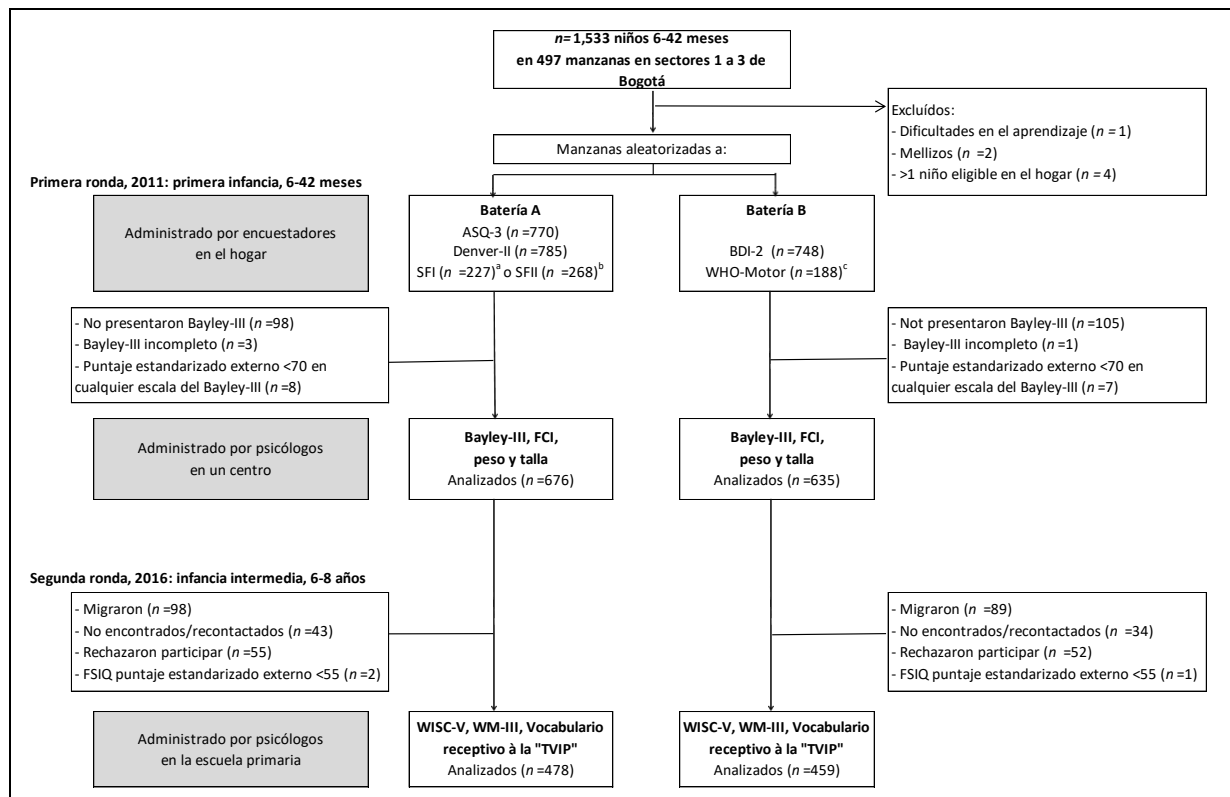 n= 1,533 niños 6-42 meses
en 497 manzanas en sectores 1 a 3 de
Bogotá
Excluídos:
- Dificultades en el aprendizaje (n = 1)
- Mellizos (n =2)
- >1 niño eligible en el hogar (n = 4)
Manzanas aleatorizadas a:
Primera ronda, 2011: primera infancia, 6-42 meses
Administrado por encuestadores
en el hogar
Batería A
ASQ-3 (n =770)
Denver-II (n =785)
SFI (n =227)a o SFII (n =268)b
Batería B
BDI-2 (n =748)
WHO-Motor (n =188)c
- No presentaron Bayley-III (n =98)
- Bayley-III incompleto (n =3)
- Puntaje estandarizado externo <70 en
cualquier escala del Bayley-III (n =8)
- Not presentaron Bayley-III (n =105)
- Bayley-III incompleto (n =1)
- Puntaje estandarizado externo <70 en
cualquier escala del Bayley-III (n =7)
Administrado por psicólogos
en un centro
Bayley-III, FCI,
peso y talla
Analizados (n =676)
Bayley-III, FCI,
peso y talla
Analizados (n =635)
Segunda ronda, 2016: infancia intermedia, 6-8 años
- Migraron (n =98)
- No encontrados/recontactados (n =43)
- Rechazaron participar (n =55)
- FSIQ puntaje estandarizado externo <55 (n =2)
- Migraron (n =89)
- No encontrados/recontactados (n =34)
- Rechazaron participar (n =52)
- FSIQ puntaje estandarizado externo <55 (n =1)
Administrado por psicólogos
en la escuela primaria
WISC-V, WM-III, Vocabulario
receptivo à la "TVIP"
Analizados (n =478)
WISC-V, WM-III, Vocabulario
receptivo à la "TVIP"
Analizados (n =459)